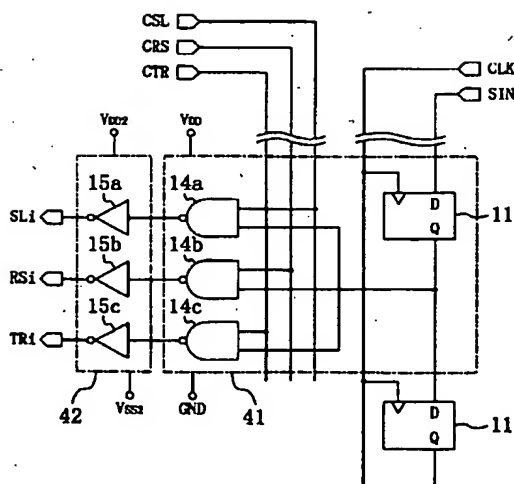 CSL
CRS
CTR
CLK
SIN
VDD2
VDD
15a
14a
SLi
D
Q
11
15b
14b
RSi
15c
14c
TRi
42
VSS2
GND
41
D
Q
11